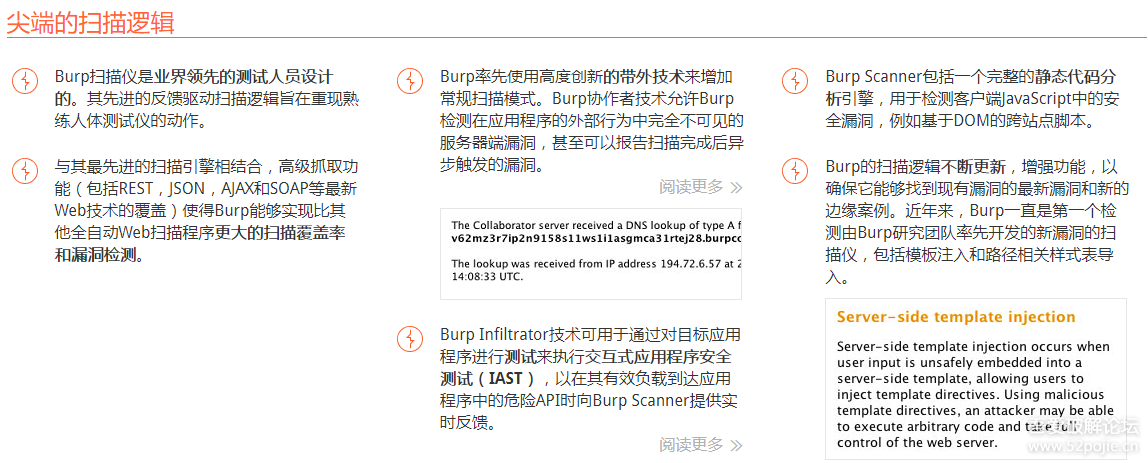 尖端的扫描逻辑
Burp扫描仪是业界领先的测试人员设计
的。其先进的反馈驱动扫描逻辑旨在重现熟
练人体测试仪的动作。
与其最先进的扫描引擎相结合，高级抓取功
能（包括REST，JSON，AJAX和SOAP等最新
Web技术的覆盖）使得Burp能够实现比其
他全自动Web扫描程序更大的扫描覆盖率
和漏洞检测。
Burp率先使用高度创新的带外技术来增加
常规扫描模式。Burp协作者技术允许Burp
检测在应用程序的外部行为中完全不可见的
服务器端漏洞，甚至可以报告扫描完成后异
步触发的漏洞。
阅读更多
The Collaborator server received a DNS lookup of type A f
v62mz3r7ip2n9158s11ws1i1asgmca31rtej28.burpcc
The lookup was received from IP address 194.72.6.57 at 2
14:08:33 UTC.
Burp Infiltrator技术可用于通过对目标应用
程序进行测试来执行交互式应用程序安全
测试（IAST），以在其有效负载到达应用
程序中的危险API时向Burp Scanner提供实
时反馈。
阅读更多
Burp Scanner包括一个完整的静态代码分
析引擎，用于检测客户端JavaScript中的安
全漏洞，例如基于DOM的跨站点脚本。
Burp的扫描逻辑不断更新，增强功能，以
确保它能够找到现有漏洞的最新漏洞和新的
边缘案例。近年来，Burp一直是第一个检
测由Burp研究团队率先开发的新漏洞的扫
描仪，包括模板注入和路径相关样式表导
入。
Server-side template injection
Server-side template injection occurs when
user input is unsafely embedded into a
server-side template, allowing users to
inject template directives. Using malicious
template directives, an attacker may be able
to execute arbitrary code and take full
control of the web server.
吾爱破解论坛
www.52pojie.cn